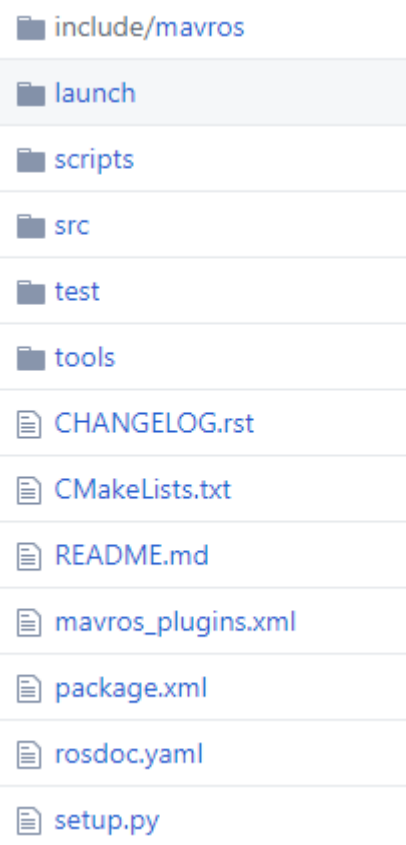 include/mavros
launch
scripts
src
test
tools
CHANGELOG.rst
CMakeLists.txt
README.md
mavros_plugins.xml
package.xml
rosdoc.yaml
setup.py